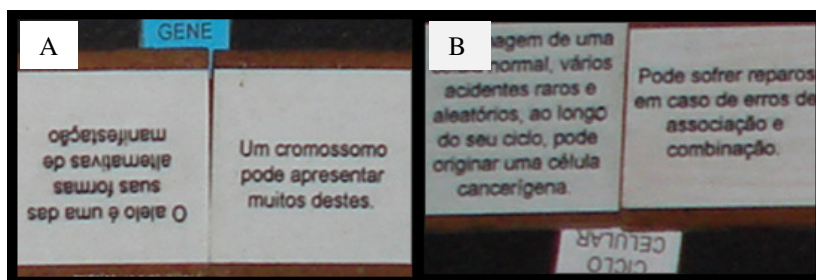 A
GENE
O alelo é uma das
suas formas
alternativas de
manifestação
Um cromossomo
pode apresentar
muitos destes.
B
de uma
normal, vários
acidentes raros e
aleatórios, ao longo
do seu ciclo, pode
originar uma célula
cancerígena.
Pode sofrer reparos
em caso de erros de
associação e
combinação.
CICLO
CELULAR